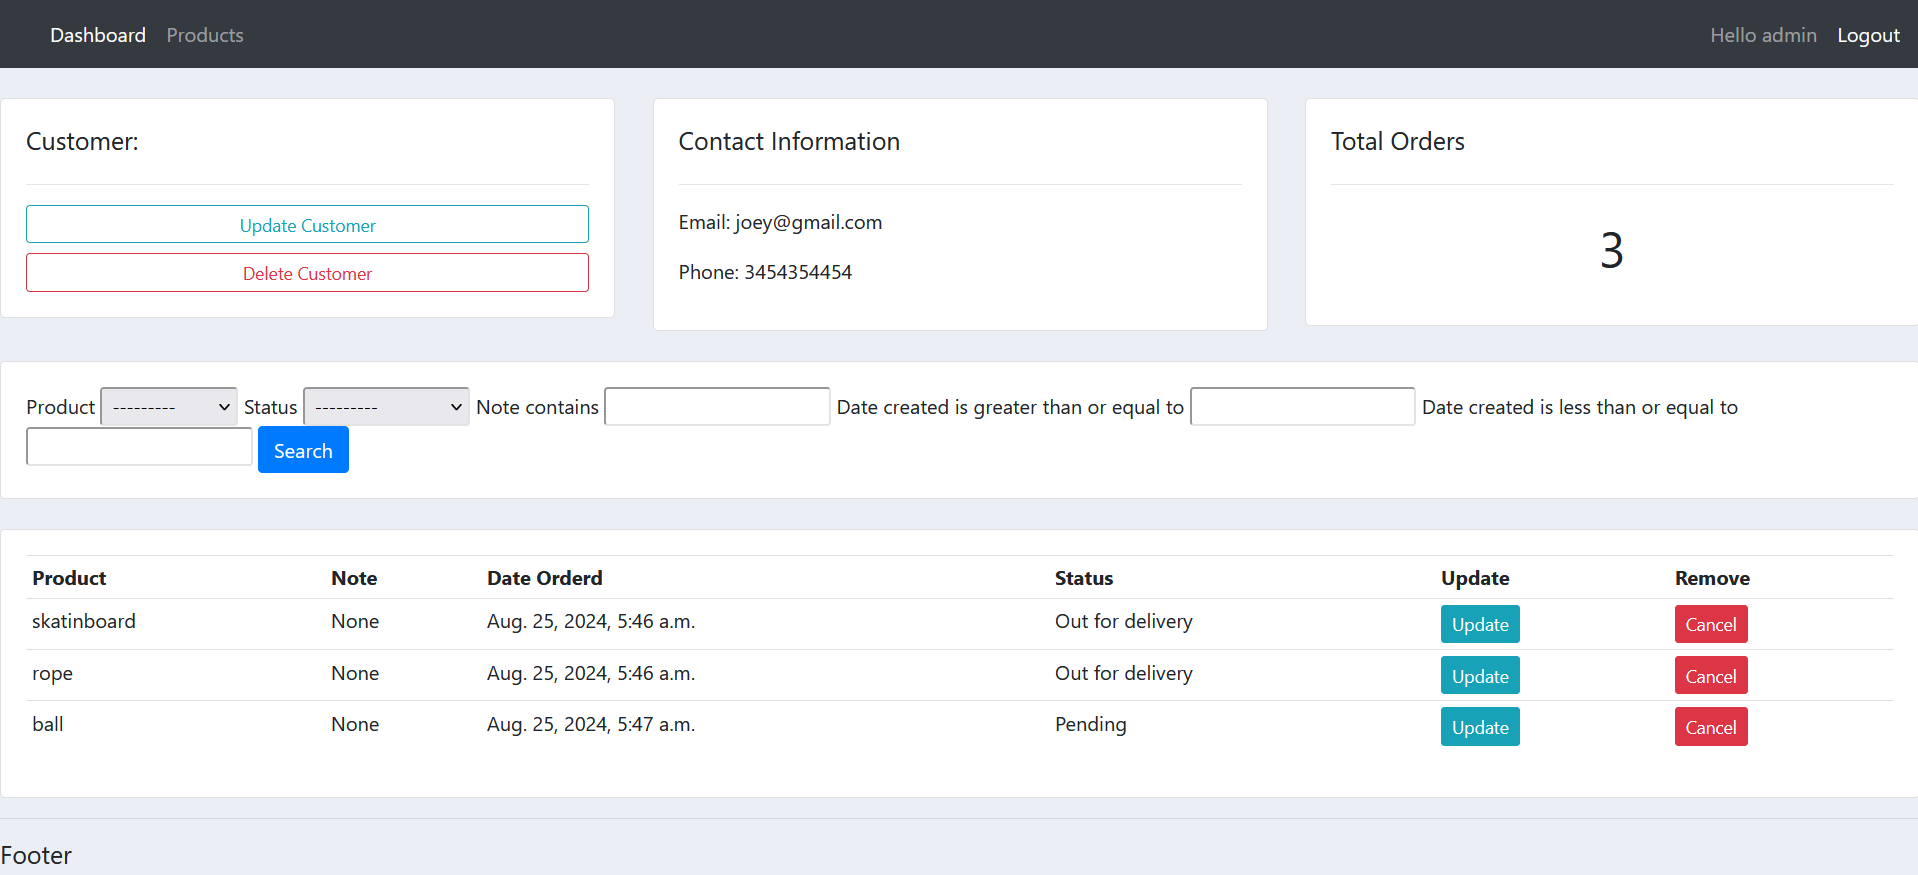 Dashboard Products Hello admin Logout
Customer:
Update Customer
Delete Customer
Contact Information
Email: joey@gmail.com
Phone: 3454354454
Total Orders
3
Product --------- Status --------- Note contains Date created is greater than or equal to Date created is less than or equal to
Search
Product Note Date Orderd Status Update Remove
skatinboard None Aug. 25, 2024, 5:46 a.m. Out for delivery Update Cancel
rope None Aug. 25, 2024, 5:46 a.m. Out for delivery Update Cancel
ball None Aug. 25, 2024, 5:47 a.m. Pending Update Cancel
Footer